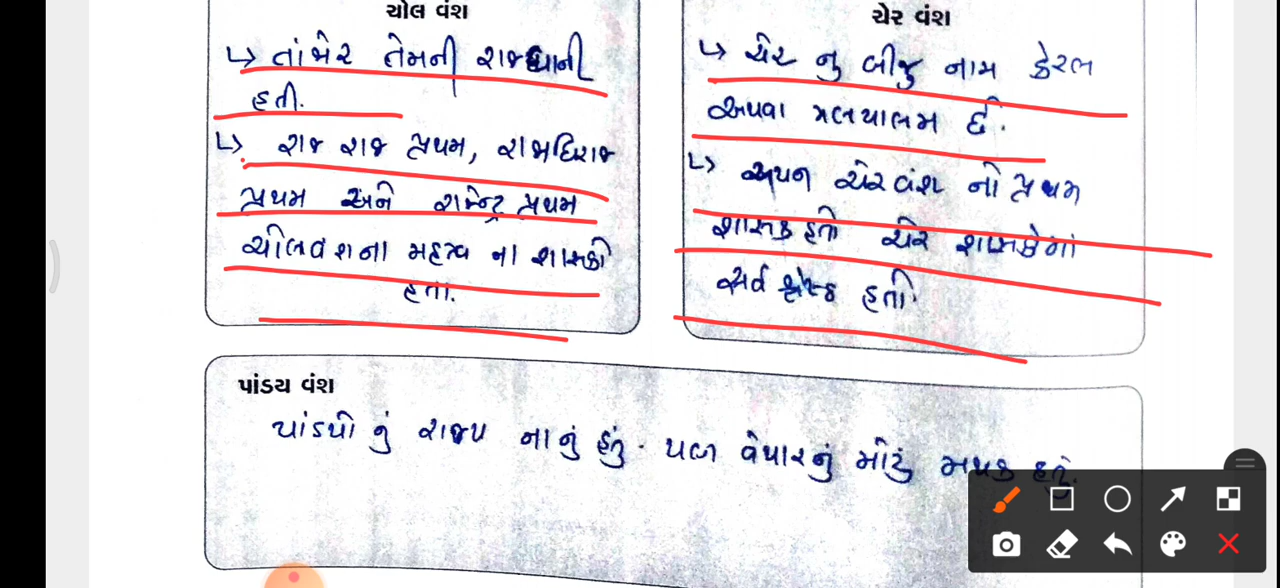 ચોલ વંશ
↳ તાંજોર તેમની રાજધાની
હતી.
↳ રાજ રાજ પ્રથમ, રાજાધિરાજ
પ્રથમ અને રાજેન્દ્ર પ્રથમ
ચોલવંશના મહત્વ ના શાસકો
હતા.
ચેર વંશ
↳ ચેર નુ બીજુ નામ કેરલ
અથવા મલયાલમ છે.
↳ અયન ચેરવંશ નો પ્રથમ
શાસક હતો ચેર શાસકોમાં
સર્વ શ્રેષ્ઠ હતો.
પાંડય વંશ
પાંડયો નું રાજ્ય નાનું હતું. પણ વેપારનું મોટું મથક હતું.